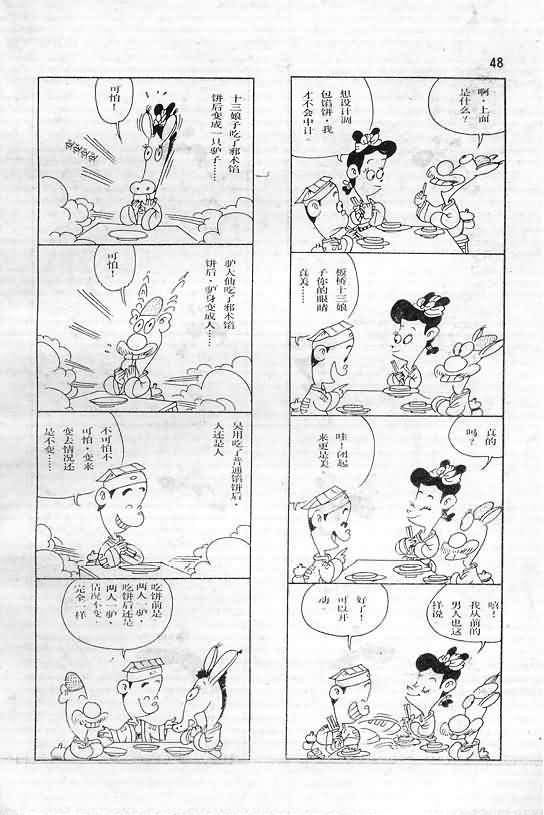 48
啊，上面
是什么？
想设计调
包馅饼，我
才不会中计
板桥十三娘
子你的眼睛
真美……
真的
吗？
哇！闭起
来更是美。
嘻！
我从前的
男人也这
样说
好了！
可以开
动。
十三娘子吃了邪术馅
饼后变成一只驴子……
可怕！
驴大仙吃了邪术馅
饼后，驴身变成人……
可怕！
吴用吃了普通馅饼后，
人还是人
不可怕不
可怕，变来
变去情况还
是不变……
吃饼前是
两人一驴，
吃饼后还是
两人一驴，
情况不变
完全一样